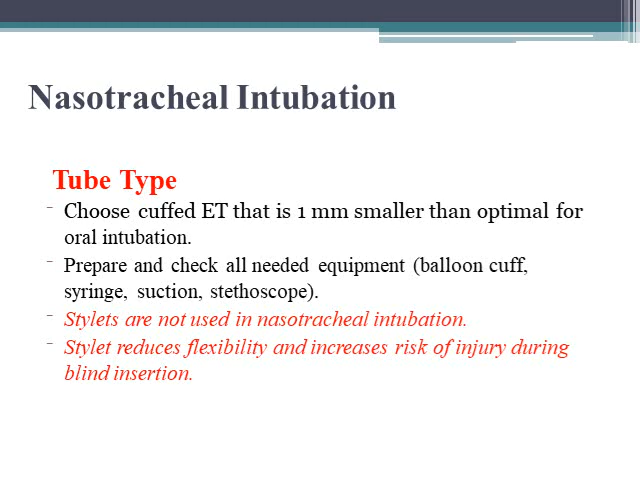 Nasotracheal Intubation
Tube Type
- Choose cuffed ET that is 1 mm smaller than optimal for
oral intubation.
- Prepare and check all needed equipment (balloon cuff,
syringe, suction, stethoscope).
- Stylets are not used in nasotracheal intubation.
- Stylet reduces flexibility and increases risk of injury during
blind insertion.